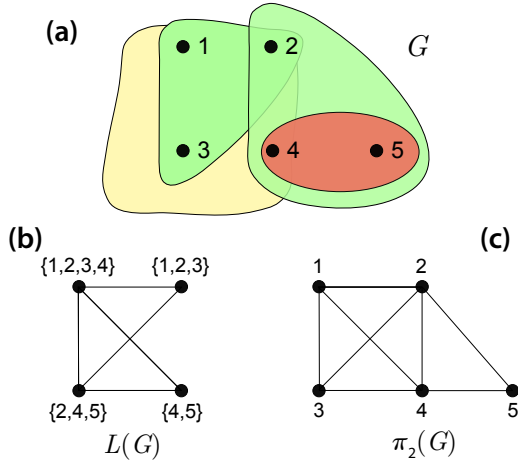 (a)
1 2 G
3 4 5
(b) (c)
{1,2,3,4} {1,2,3} 1 2
{2,4,5} {4,5} 3 4 5
L(G) π₂(G)